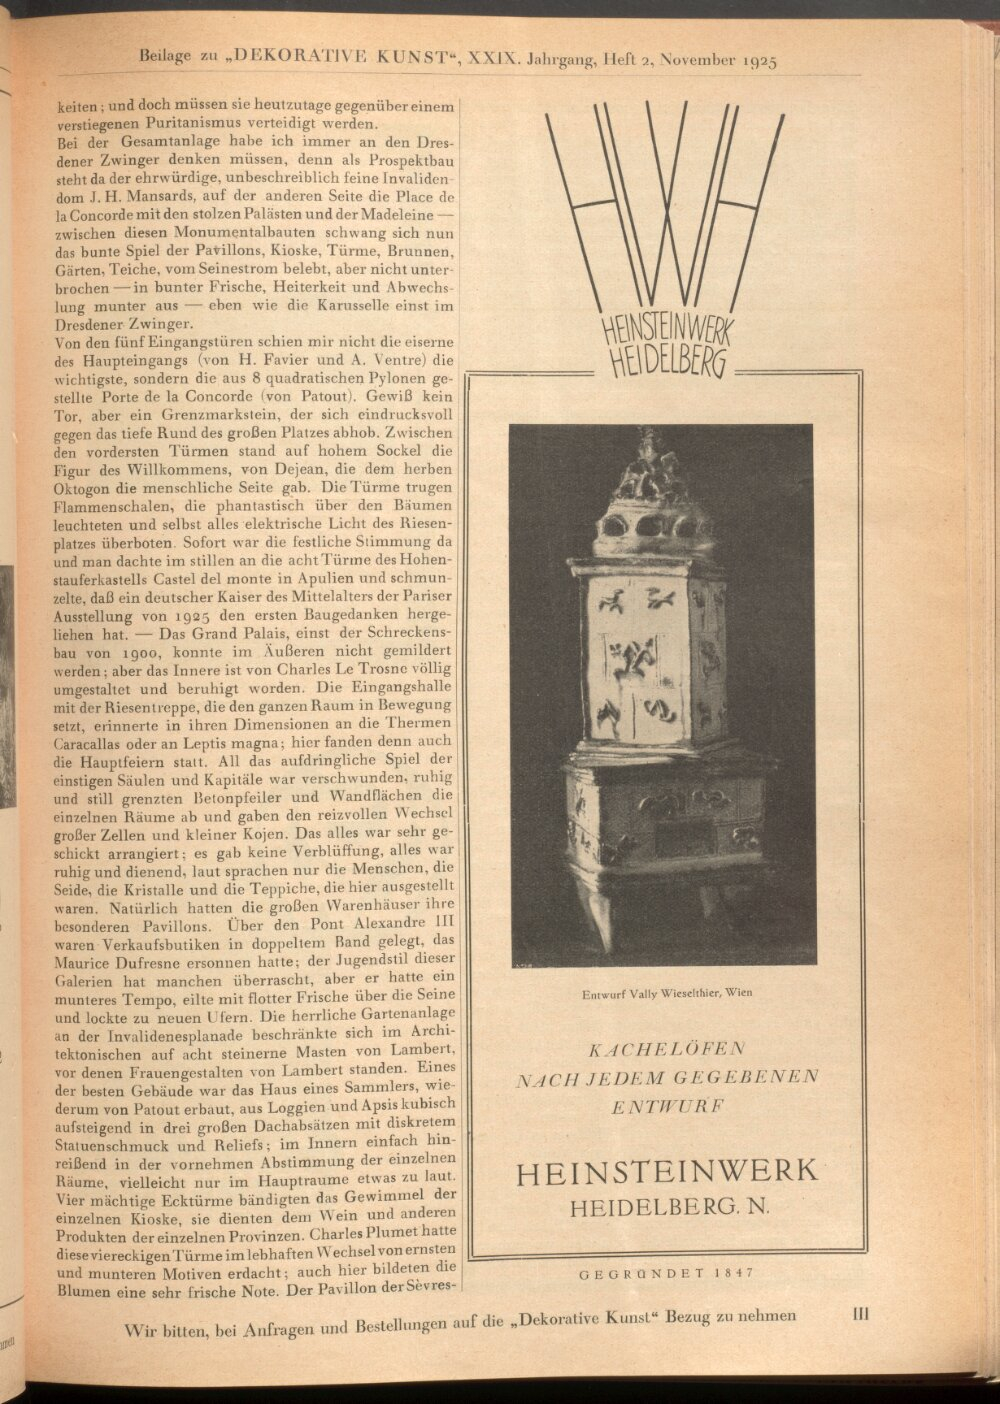 Beilage zu „DEKORATIVE KUNST“, XXIX. Jahrgang, Heft 2, November 1925
keiten; und doch müssen sie heutzutage gegenüber einem
verstiegenen Puritanismus verteidigt werden.
Bei der Gesamtanlage habe ich immer an den Dres-
dener Zwinger denken müssen, denn als Prospektbau
steht da der ehrwürdige, unbeschreiblich feine Invaliden-
dom J. H. Mansards, auf der anderen Seite die Place de
la Concorde mit den stolzen Palästen und der Madeleine —
zwischen diesen Monumentalbauten schwang sich nun
das bunte Spiel der Pavillons, Kioske, Türme, Brunnen,
Gärten, Teiche, vom Seinestrom belebt, aber nicht unter-
brochen — in bunter Frische, Heiterkeit und Abwechs-
lung munter aus — eben wie die Karusselle einst im
Dresdener Zwinger.
Von den fünf Eingangstüren schien mir nicht die eiserne
des Haupteingangs (von H. Favier und A. Ventre) die
wichtigste, sondern die aus 8 quadratischen Pylonen ge-
stellte Porte de la Concorde (von Patout). Gewiß kein
Tor, aber ein Grenzmarkstein, der sich eindrucksvoll
gegen das tiefe Rund des großen Platzes abhob. Zwischen
den vordersten Türmen stand auf hohem Sockel die
Figur des Willkommens, von Dejean, die dem herben
Oktogon die menschliche Seite gab. Die Türme trugen
Flammenschalen, die phantastisch über den Bäumen
leuchteten und selbst alles elektrische Licht des Riesen-
platzes überboten. Sofort war die festliche Stimmung da
und man dachte im stillen an die acht Türme des Hohen-
stauferkastells Castel del monte in Apulien und schmun-
zelte, daß ein deutscher Kaiser des Mittelalters der Pariser
Ausstellung von 1925 den ersten Baugedanken herge-
liehen hat. — Das Grand Palais, einst der Schreckens-
bau von 1900, konnte im Äußeren nicht gemildert
werden; aber das Innere ist von Charles Le Trosne völlig
umgestaltet und beruhigt worden. Die Eingangshalle
mit der Riesentreppe, die den ganzen Raum in Bewegung
setzt, erinnerte in ihren Dimensionen an die Thermen
Caracallas oder an Leptis magna; hier fanden denn auch
die Hauptfeiern statt. All das aufdringliche Spiel der
einstigen Säulen und Kapitäle war verschwunden, ruhig
und still grenzten Betonpfeiler und Wandflächen die
einzelnen Räume ab und gaben den reizvollen Wechsel
großer Zellen und kleiner Kojen. Das alles war sehr ge-
schickt arrangiert; es gab keine Verblüffung, alles war
ruhig und dienend, laut sprachen nur die Menschen, die
Seide, die Kristalle und die Teppiche, die hier ausgestellt
waren. Natürlich hatten die großen Warenhäuser ihre
besonderen Pavillons. Über den Pont Alexandre III
waren Verkaufsbutiken in doppeltem Band gelegt, das
Maurice Dufresne ersonnen hatte; der Jugendstil dieser
Galerien hat manchen überrascht, aber er hatte ein
munteres Tempo, eilte mit flotter Frische über die Seine
und lockte zu neuen Ufern. Die herrliche Gartenanlage
an der Invalidenesplanade beschränkte sich im Archi-
tektonischen auf acht steinerne Masten von Lambert,
vor denen Frauengestalten von Lambert standen. Eines
der besten Gebäude war das Haus eines Sammlers, wie-
derum von Patout erbaut, aus Loggien und Apsis kubisch
aufsteigend in drei großen Dachabsätzen mit diskretem
Statuenschmuck und Reliefs; im Innern einfach hin-
reißend in der vornehmen Abstimmung der einzelnen
Räume, vielleicht nur im Hauptraume etwas zu laut.
Vier mächtige Ecktürme bändigten das Gewimmel der
einzelnen Kioske, sie dienten dem Wein und anderen
Produkten der einzelnen Provinzen. Charles Plumet hatte
diese viereckigen Türme im lebhaften Wechsel von ernsten
und munteren Motiven erdacht; auch hier bildeten die
Blumen eine sehr frische Note. Der Pavillon der Sèvres-
HEINSTEINWERK
HEIDELBERG
Entwurf Vally Wieselthier, Wien
KACHELÖFEN
NACH JEDEM GEGEBENEN
ENTWURF
HEINSTEINWERK
HEIDELBERG. N.
GEGRÜNDET 1847
Wir bitten, bei Anfragen und Bestellungen auf die „Dekorative Kunst“ Bezug zu nehmen
III